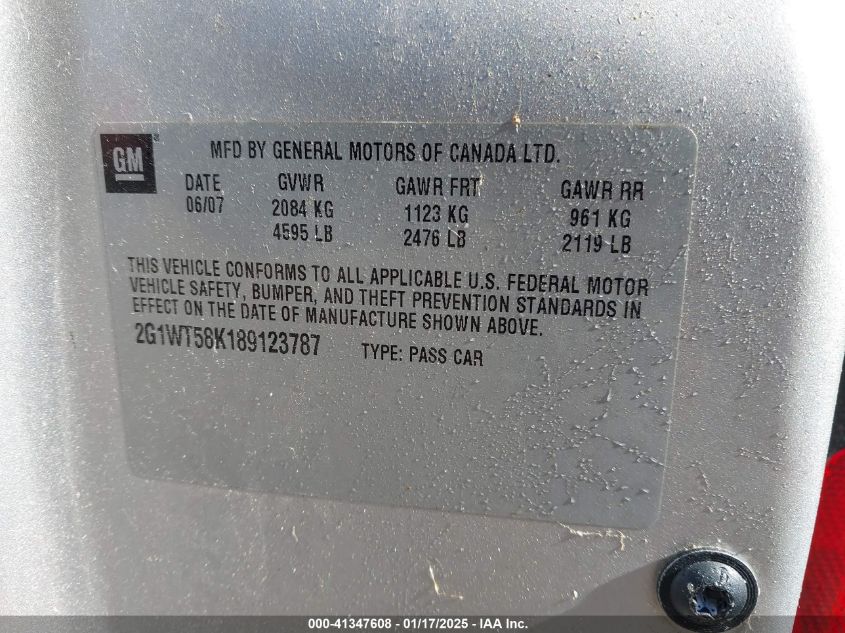 GM
MFD BY GENERAL MOTORS OF CANADA LTD.
DATE GVWR GAWR FRT GAWR RR
06/07 2084 KG 1123 KG 961 KG
4595 LB 2476 LB 2119 LB
THIS VEHICLE CONFORMS TO ALL APPLICABLE U.S. FEDERAL MOTOR
VEHICLE SAFETY, BUMPER, AND THEFT PREVENTION STANDARDS IN
EFFECT ON THE DATE OF MANUFACTURE SHOWN ABOVE.
2G1WT58K189123787 TYPE: PASS CAR
000-41347608 - 01/17/2025 - IAA Inc.